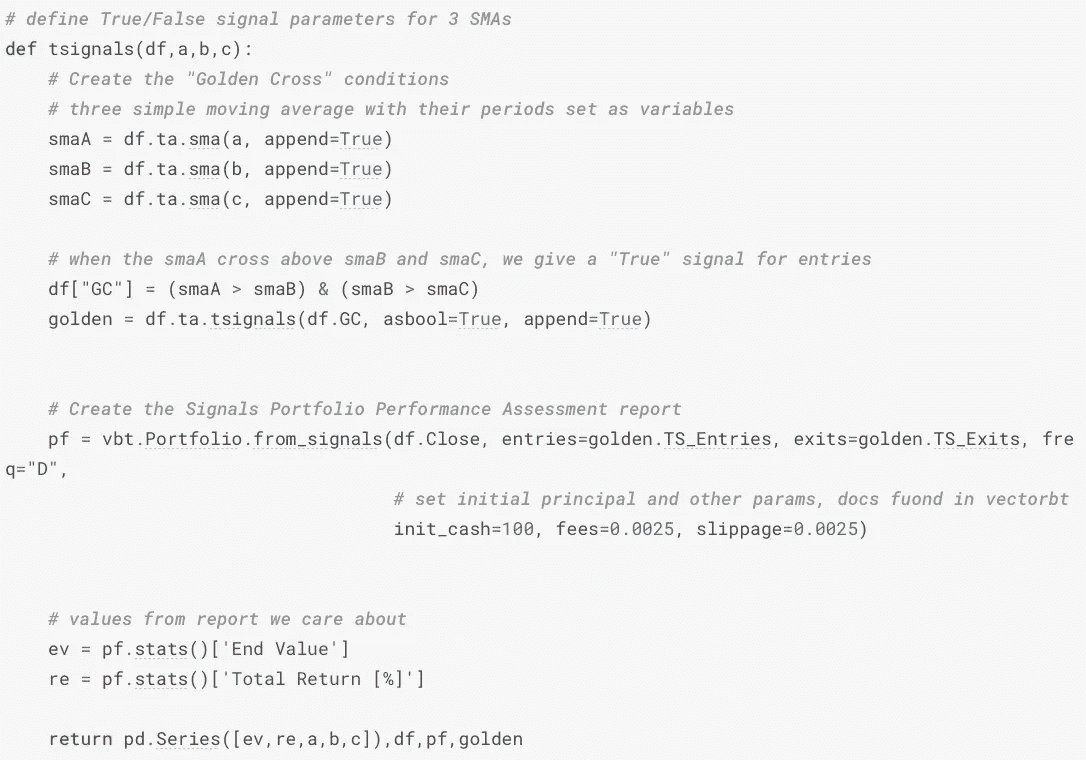 # define True/False signal parameters for 3 SMAs
def tsignals(df,a,b,c):
    # Create the "Golden Cross" conditions
    # three simple moving average with their periods set as variables
    smaA = df.ta.sma(a, append=True)
    smaB = df.ta.sma(b, append=True)
    smaC = df.ta.sma(c, append=True)
    # when the smaA cross above smaB and smaC, we give a "True" signal for entries
    df["GC"] = (smaA > smaB) & (smaB > smaC)
    golden = df.ta.tsignals(df.GC, asbool=True, append=True)
    # Create the Signals Portfolio Performance Assessment report
    pf = vbt.Portfolio.from_signals(df.Close, entries=golden.TS_Entries, exits=golden.TS_Exits, fre
q="D",
                                    # set initial principal and other params, docs fuond in vectorbt
                                    init_cash=100, fees=0.0025, slippage=0.0025)
    # values from report we care about
    ev = pf.stats()['End Value']
    re = pf.stats()['Total Return [%]']
    return pd.Series([ev,re,a,b,c]),df,pf,golden